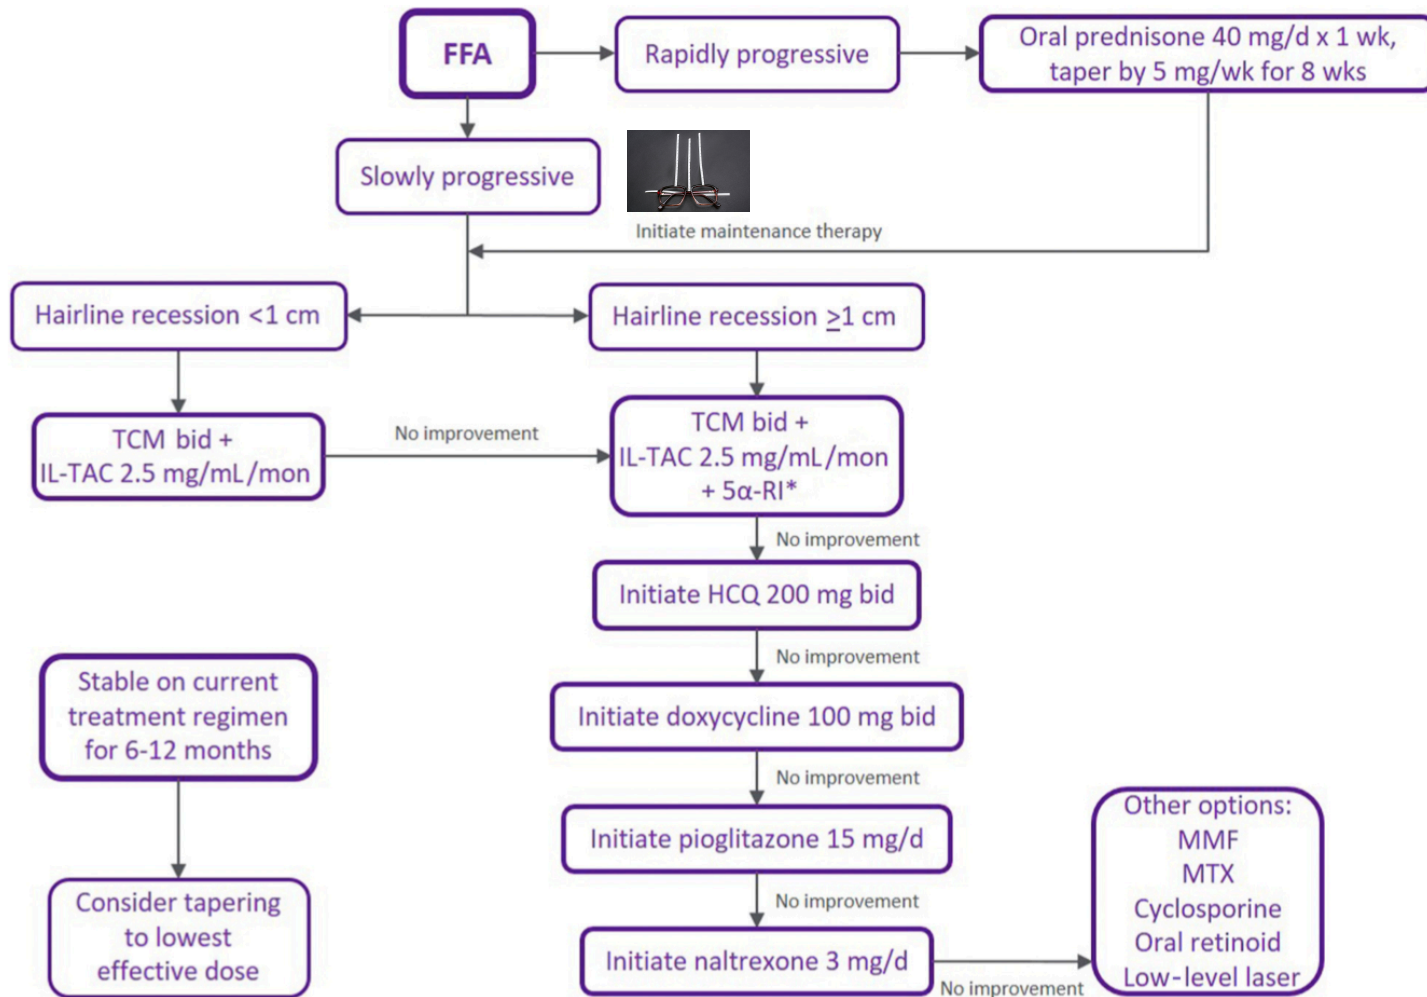 FFA
Rapidly progressive
Oral prednisone 40 mg/d x 1 wk,
taper by 5 mg/wk for 8 wks
Slowly progressive
Initiate maintenance therapy
Hairline recession <1 cm
Hairline recession ≥1 cm
TCM bid +
IL-TAC 2.5 mg/mL/mon
No improvement
TCM bid +
IL-TAC 2.5 mg/mL/mon
+ 5α-RI*
No improvement
Initiate HCQ 200 mg bid
No improvement
Initiate doxycycline 100 mg bid
No improvement
Initiate pioglitazone 15 mg/d
No improvement
Initiate naltrexone 3 mg/d
No improvement
Other options:
MMF
MTX
Cyclosporine
Oral retinoid
Low-level laser
Stable on current
treatment regimen
for 6-12 months
Consider tapering
to lowest
effective dose